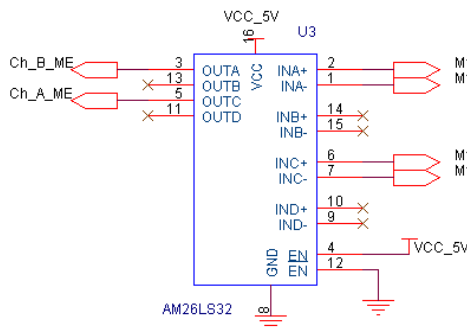 VCC_5V
16
U3
Ch_B_ME
3
OUTA
VCC
INA+
2
13
OUTB
INA-
1
Ch_A_ME
5
OUTC
11
OUTD
INB+
14
INB-
15
INC+
6
INC-
7
IND+
10
IND-
9
GND
EN
4
VCC_5V
EN
12
AM26LS32
8